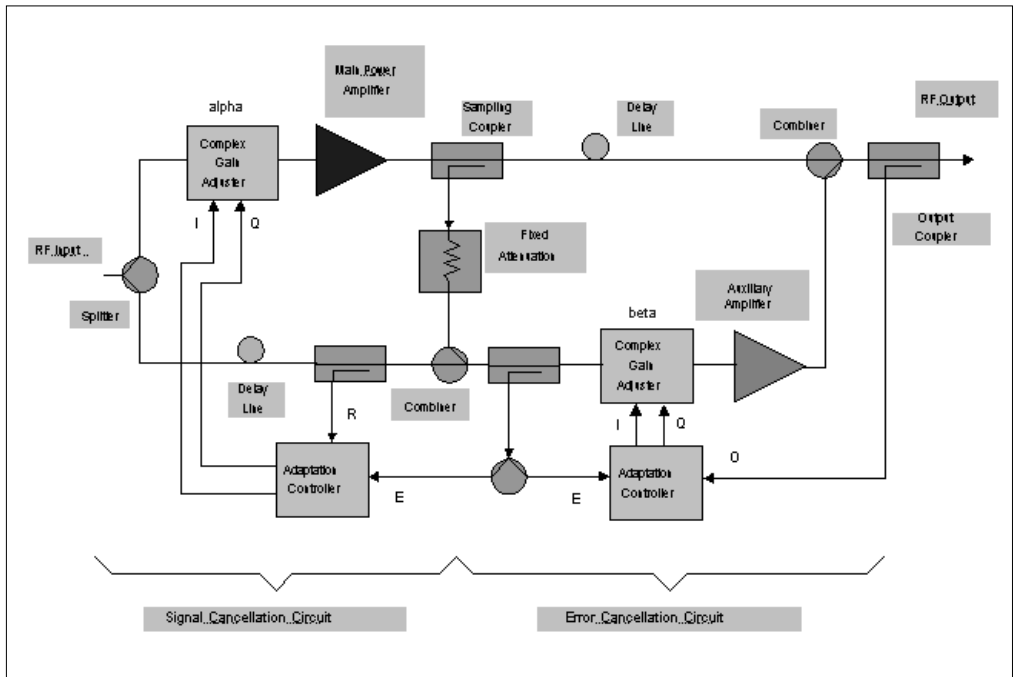 Main Power
Amplifier
RF Output
alpha
Sampling
Coupler
Delay
Line
Combiner
Complex
Gain
Adjuster
I
Q
Output
Coupler
RF Input
Fixed
Attenuation
Auxiliary
Amplifier
Splitter
beta
Complex
Gain
Adjuster
Delay
Line
Combiner
R
I
Q
O
Adaptation
Controller
E
E
Adaptation
Controller
Signal Cancellation Circuit
Error Cancellation Circuit